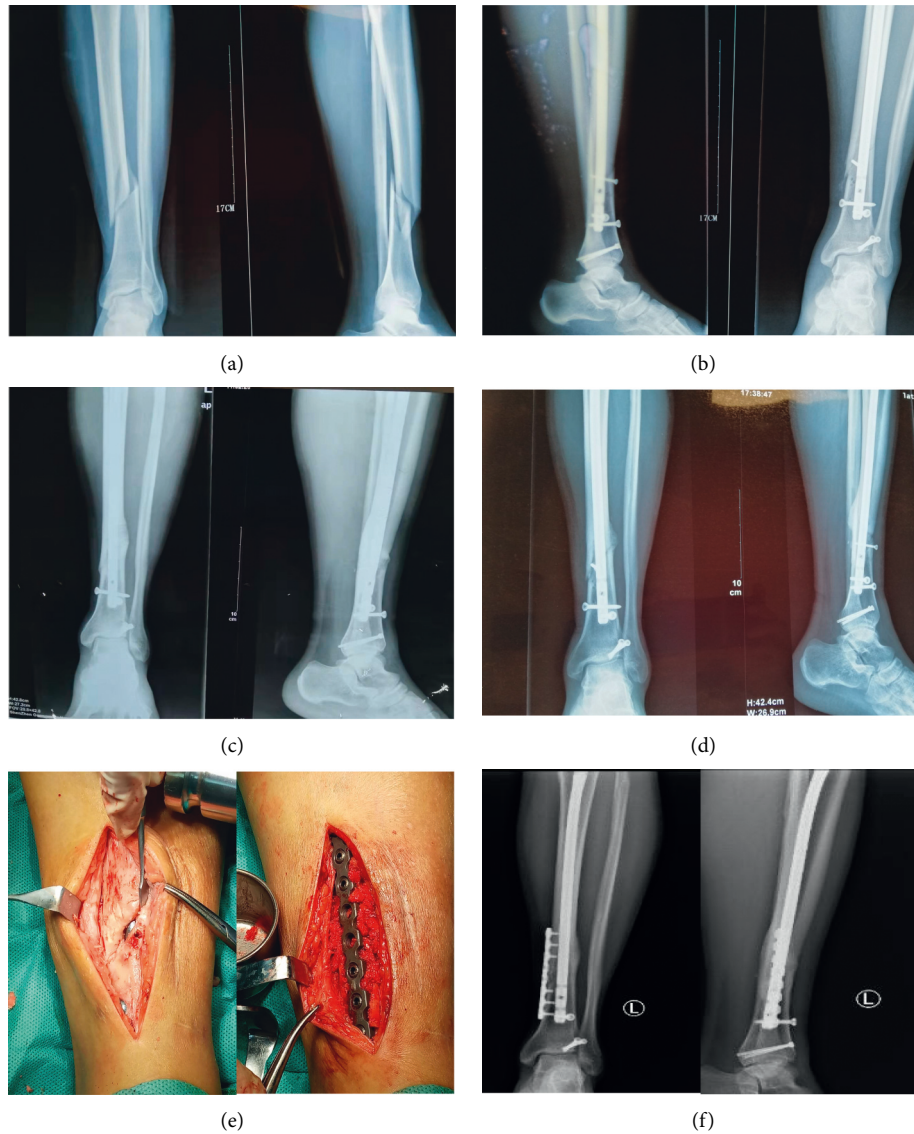 17CM
(a)
17CM
(b)
ap
10
cm
(c)
17:38:47
lat
10
cm
H:42.4cm
W:26.9cm
(d)
(e)
L
L
(f)